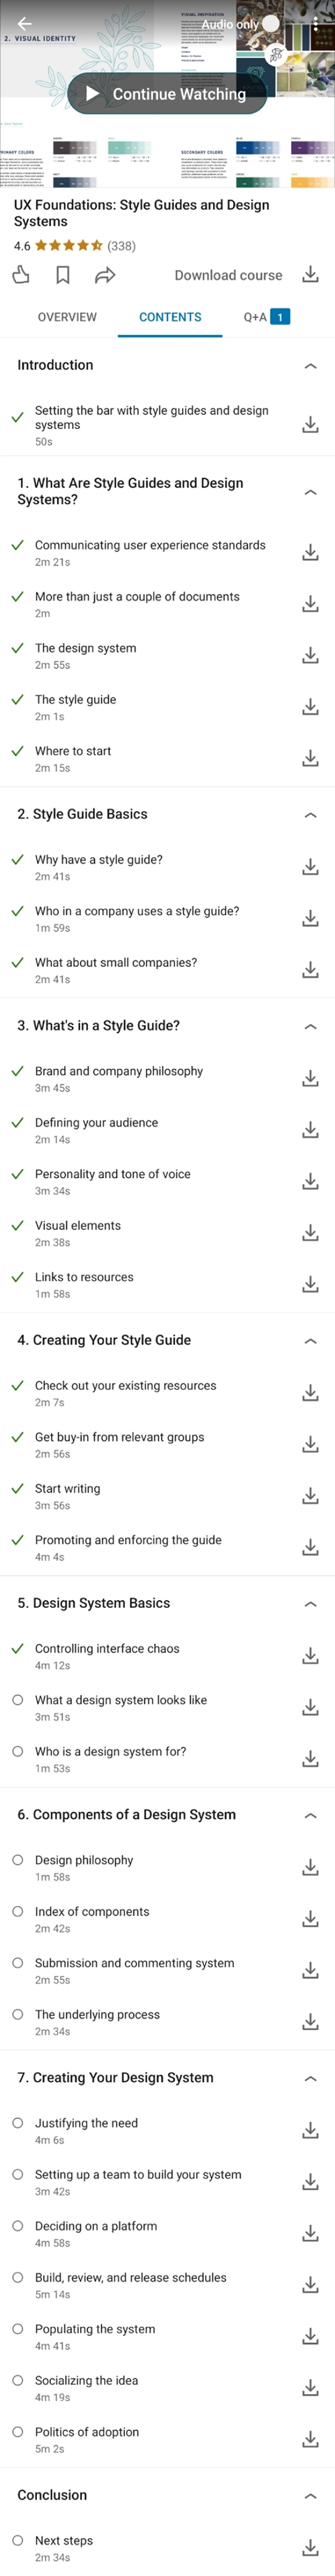 Audio only
2. VISUAL IDENTITY
VISUAL INSPIRATION
Continue Watching
SECONDARY COLORS
UX Foundations: Style Guides and Design
Systems
4.6 (338)
Download course
OVERVIEW
CONTENTS
Q+A 1
Introduction
Setting the bar with style guides and design
systems
50s
1. What Are Style Guides and Design
Systems?
Communicating user experience standards
2m 21s
More than just a couple of documents
2m
The design system
2m 55s
The style guide
2m 1s
Where to start
2m 15s
2. Style Guide Basics
Why have a style guide?
2m 41s
Who in a company uses a style guide?
1m 59s
What about small companies?
2m 41s
3. What's in a Style Guide?
Brand and company philosophy
3m 45s
Defining your audience
2m 14s
Personality and tone of voice
3m 34s
Visual elements
2m 38s
Links to resources
1m 58s
4. Creating Your Style Guide
Check out your existing resources
2m 7s
Get buy-in from relevant groups
2m 56s
Start writing
3m 56s
Promoting and enforcing the guide
4m 4s
5. Design System Basics
Controlling interface chaos
4m 12s
What a design system looks like
3m 51s
Who is a design system for?
1m 53s
6. Components of a Design System
Design philosophy
1m 58s
Index of components
2m 42s
Submission and commenting system
2m 55s
The underlying process
2m 34s
7. Creating Your Design System
Justifying the need
4m 6s
Setting up a team to build your system
3m 42s
Deciding on a platform
4m 58s
Build, review, and release schedules
5m 14s
Populating the system
4m 41s
Socializing the idea
4m 19s
Politics of adoption
5m 2s
Conclusion
Next steps
2m 34s